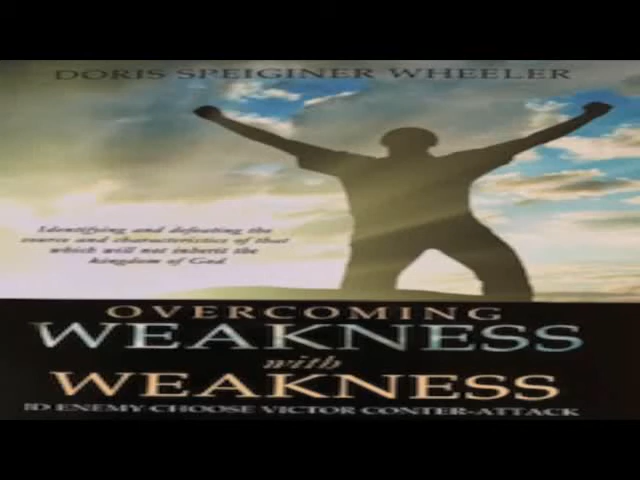 DORIS SPEIGINER WHEELER
Identifying and defeating the
source and characteristics of that
which will not inherit the
kingdom of God
OVERCOMING
WEAKNESS
with
WEAKNESS
ID ENEMY CHOOSE VICTOR CONTER-ATTACK